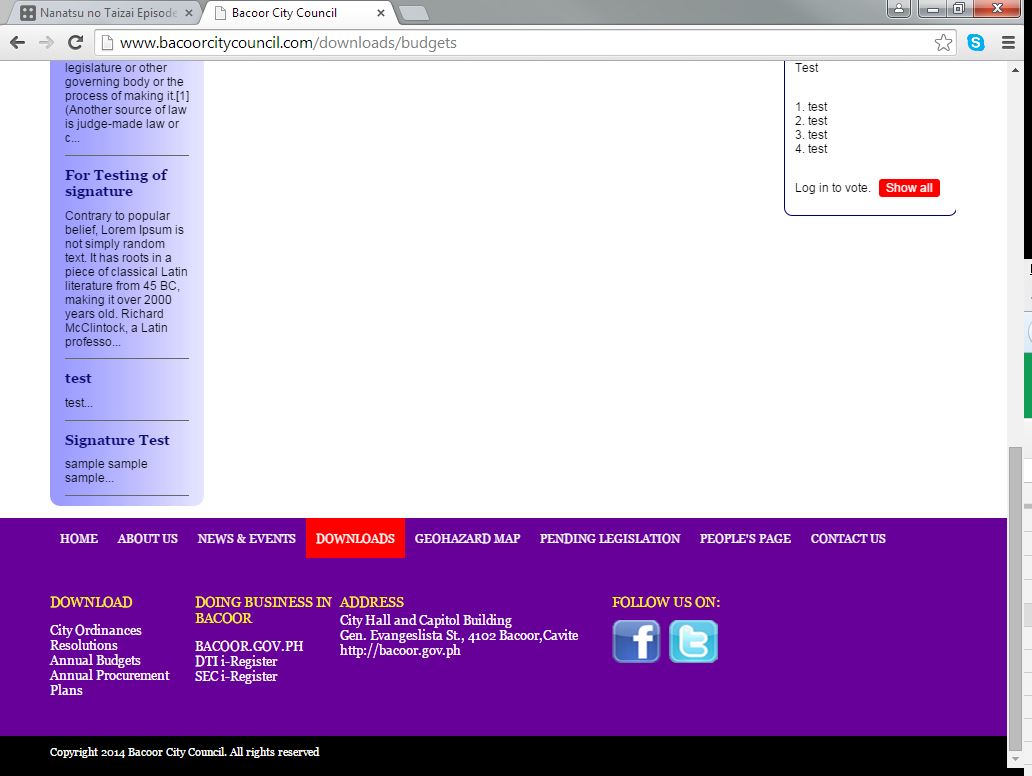 Nanatsu no Taizai Episode
Bacoor City Council
www.bacoorcitycouncil.com/downloads/budgets
legislature or other
governing body or the
process of making it.[1]
(Another source of law
is judge-made law or
c...
For Testing of
signature
Contrary to popular
belief, Lorem Ipsum is
not simply random
text. It has roots in a
piece of classical Latin
literature from 45 BC,
making it over 2000
years old. Richard
McClintock, a Latin
professo...
test
test...
Signature Test
sample sample
sample...
Test
1. test
2. test
3. test
4. test
Log in to vote. Show all
HOME ABOUT US NEWS & EVENTS DOWNLOADS GEOHAZARD MAP PENDING LEGISLATION PEOPLE'S PAGE CONTACT US
DOWNLOAD
City Ordinances
Resolutions
Annual Budgets
Annual Procurement
Plans
DOING BUSINESS IN
BACOOR
BACOOR.GOV.PH
DTI i-Register
SEC i-Register
ADDRESS
City Hall and Capitol Building
Gen. Evangeslista St., 4102 Bacoor,Cavite
http://bacoor.gov.ph
FOLLOW US ON:
Copyright 2014 Bacoor City Council. All rights reserved